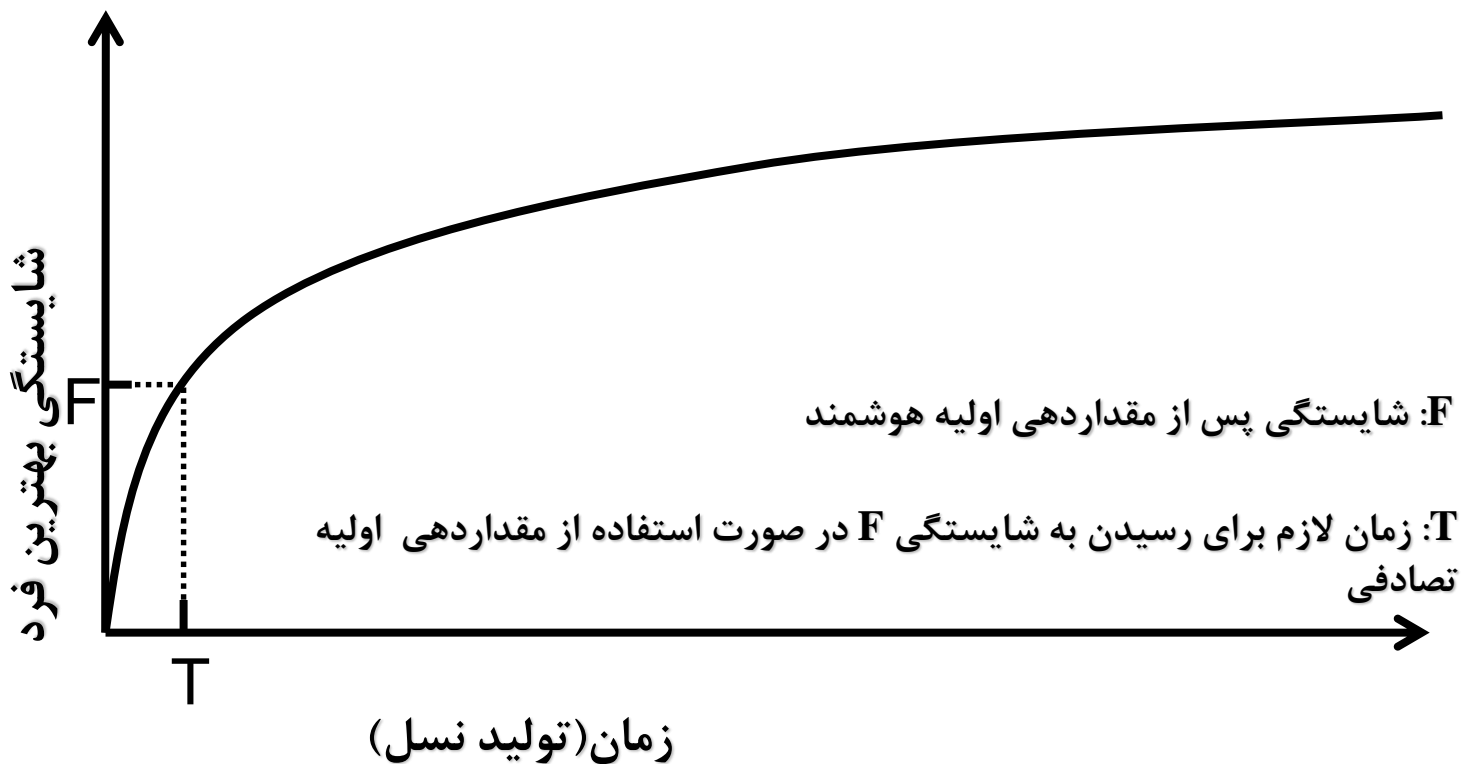 شایستگی بهترین فرد
F
F: شایستگی پس از مقداردهی اولیه هوشمند
T: زمان لازم برای رسیدن به شایستگی F در صورت استفاده از مقداردهی اولیه
تصادفی
T
زمان(تولید نسل)